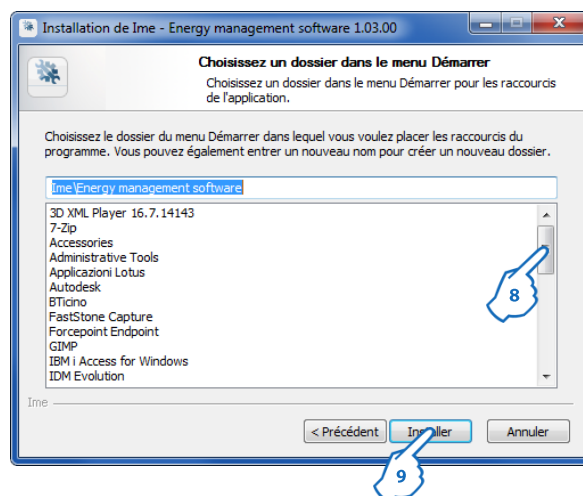 Installation de Ime - Energy management software 1.03.00
Choisissez un dossier dans le menu Démarrer
Choisissez un dossier dans le menu Démarrer pour les raccourcis
de l'application.
Choisissez le dossier du menu Démarrer dans lequel vous voulez placer les raccourcis du
programme. Vous pouvez également entrer un nouveau nom pour créer un nouveau dossier.
Ime\Energy management software
3D XML Player 16.7.14143
7-Zip
Accessories
Administrative Tools
Applicazioni Lotus
Autodesk
BTicino
FastStone Capture
Forcepoint Endpoint
GIMP
IBM i Access for Windows
IDM Evolution
8
Ime
< Précédent
Installer
Annuler
9